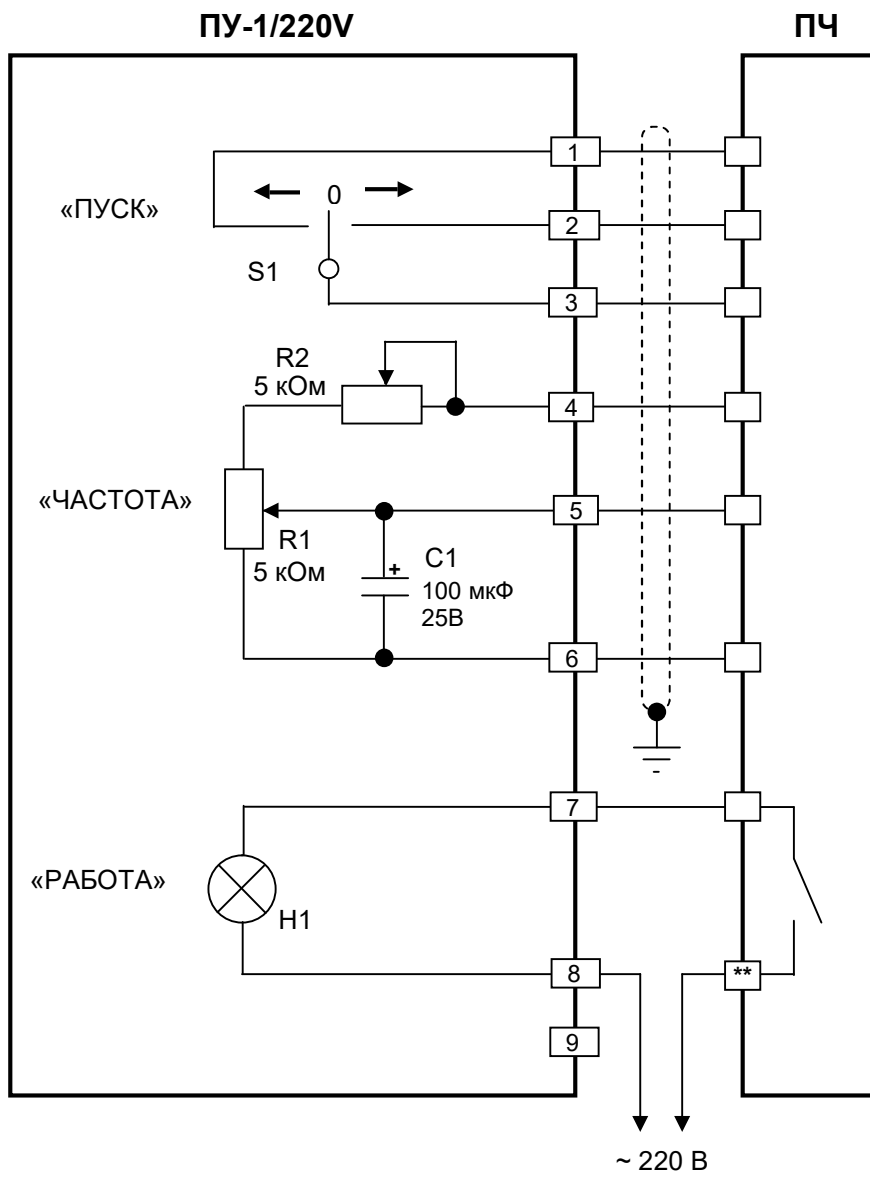 ПУ-1/220V
ПЧ
1
0
«ПУСК»
2
S1
3
R2
5 кОм
4
«ЧАСТОТА»
5
R1
5 кОм
+
C1
100 мкФ
25В
6
7
«РАБОТА»
H1
8
**
9
~ 220 В